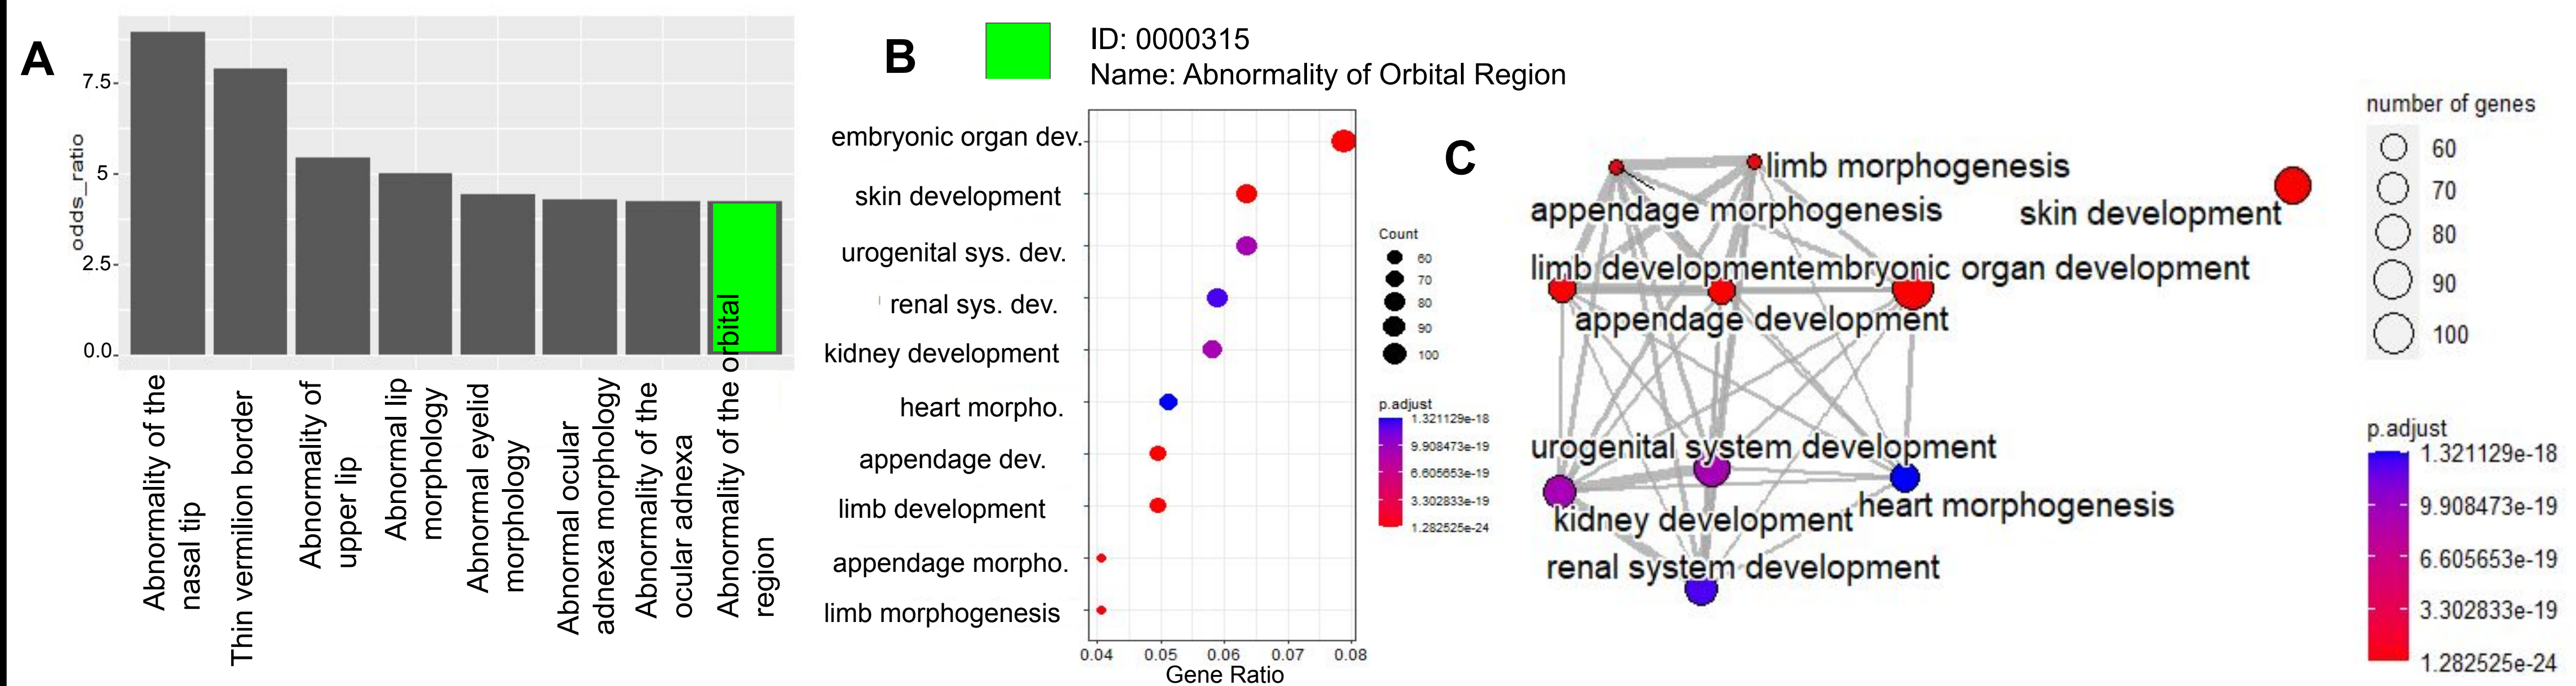 A
odds_ratio
7.5
5
2.5
0.0
Abnormality of the
nasal tip
Thin vermilion border
Abnormality of
upper lip
Abnormal lip
morphology
Abnormal eyelid
morphology
Abnormal ocular
adnexa morphology
Abnormality of the
ocular adnexa
Abnormality of the orbital
region
B
ID: 0000315
Name: Abnormality of Orbital Region
embryonic organ dev.
skin development
urogenital sys. dev.
renal sys. dev.
kidney development
heart morpho.
appendage dev.
limb development
appendage morpho.
limb morphogenesis
0.04 0.05 0.06 0.07 0.08
Gene Ratio
Count
60
70
80
90
100
p.adjust
1.321129e-18
9.908473e-19
6.605653e-19
3.302833e-19
1.282525e-24
C
limb morphogenesis
appendage morphogenesis
skin development
limb development
embryonic organ development
appendage development
urogenital system development
heart morphogenesis
kidney development
renal system development
number of genes
60
70
80
90
100
p.adjust
1.321129e-18
9.908473e-19
6.605653e-19
3.302833e-19
1.282525e-24